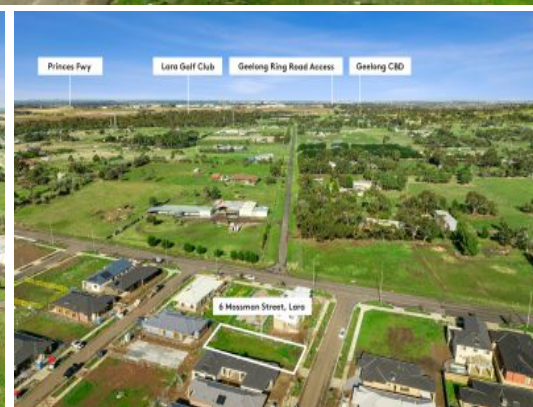 Princes Fwy
Lara Golf Club
Geelong Ring Road Access
Geelong CBD
6 Mossman Street, Lara